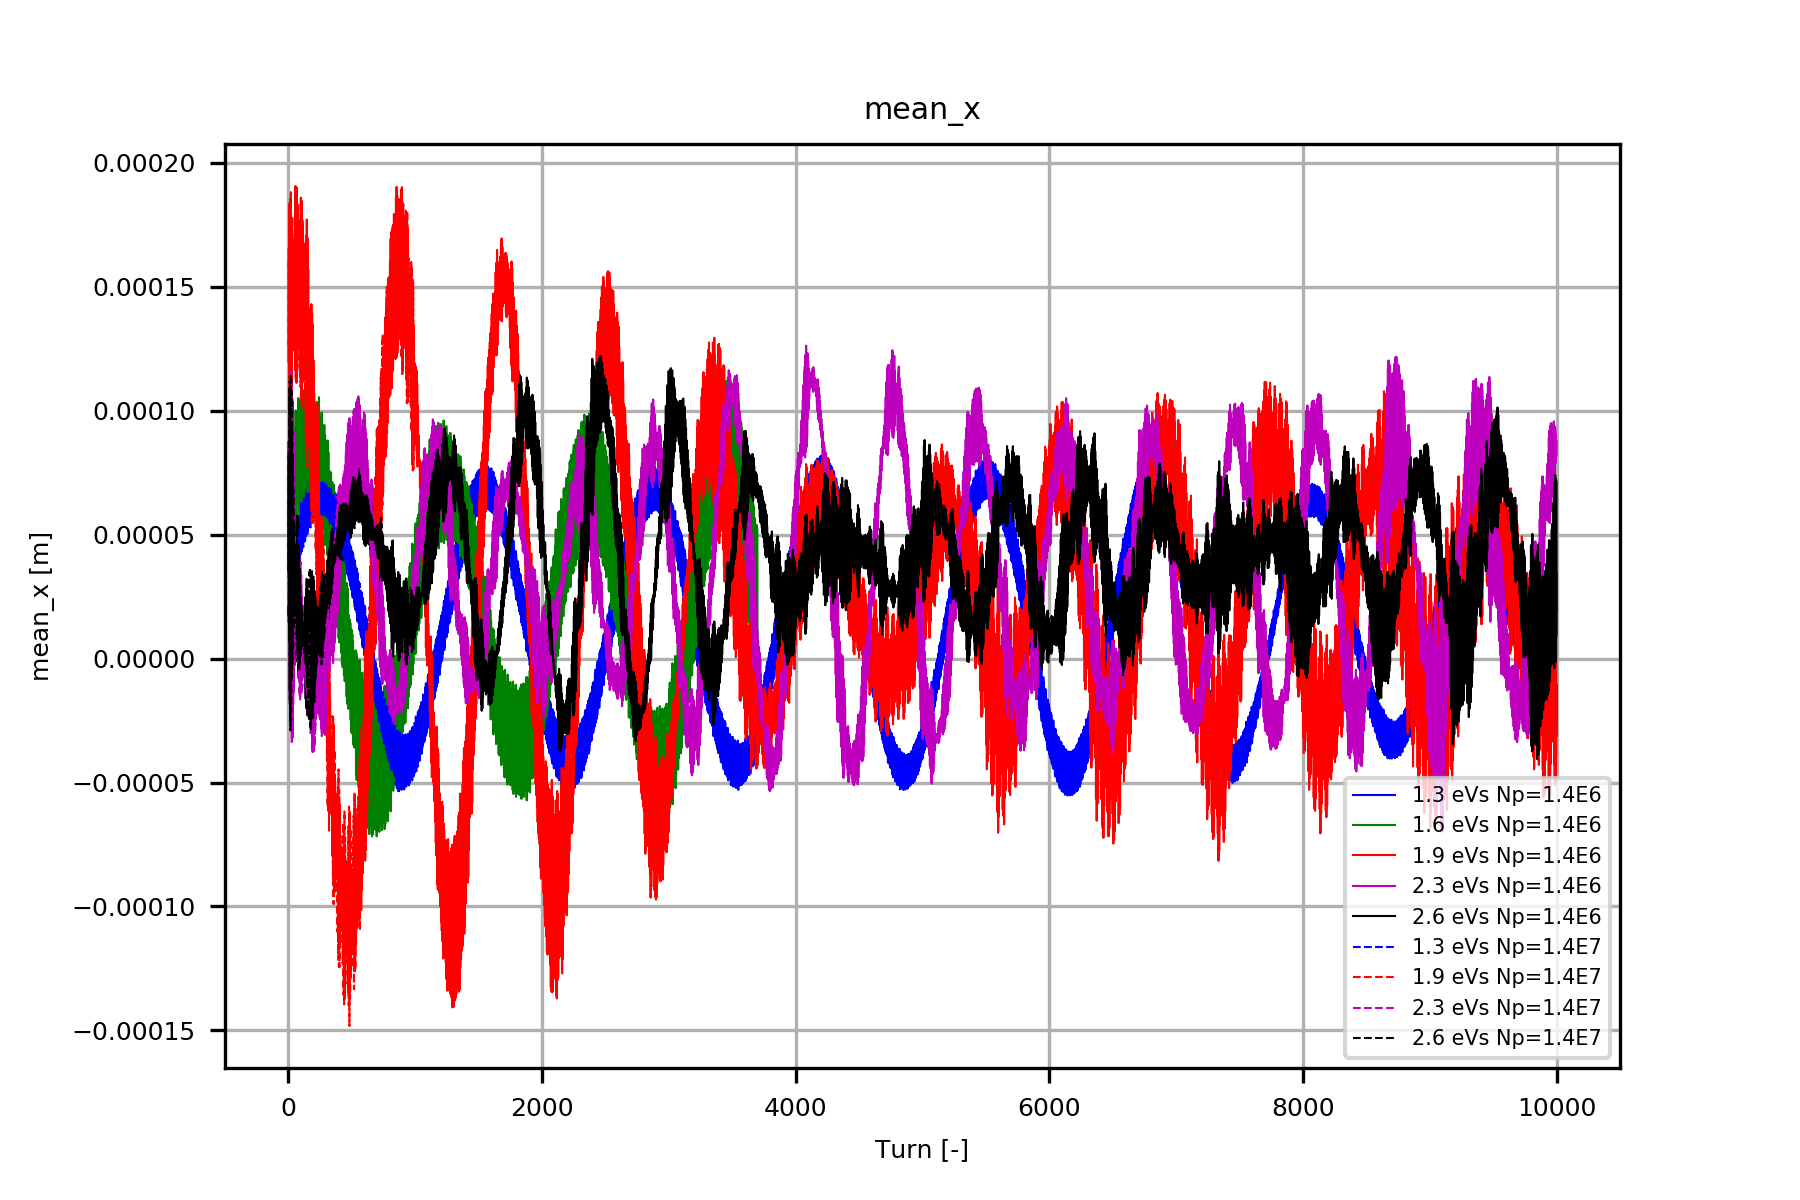 mean_x
0.00020
0.00015
0.00010
0.00005
0.00000
−0.00005
−0.00010
−0.00015
mean_x [m]
0 2000 4000 6000 8000 10000
Turn [-]
1.3 eVs Np=1.4E6
1.6 eVs Np=1.4E6
1.9 eVs Np=1.4E6
2.3 eVs Np=1.4E6
2.6 eVs Np=1.4E6
1.3 eVs Np=1.4E7
1.9 eVs Np=1.4E7
2.3 eVs Np=1.4E7
2.6 eVs Np=1.4E7